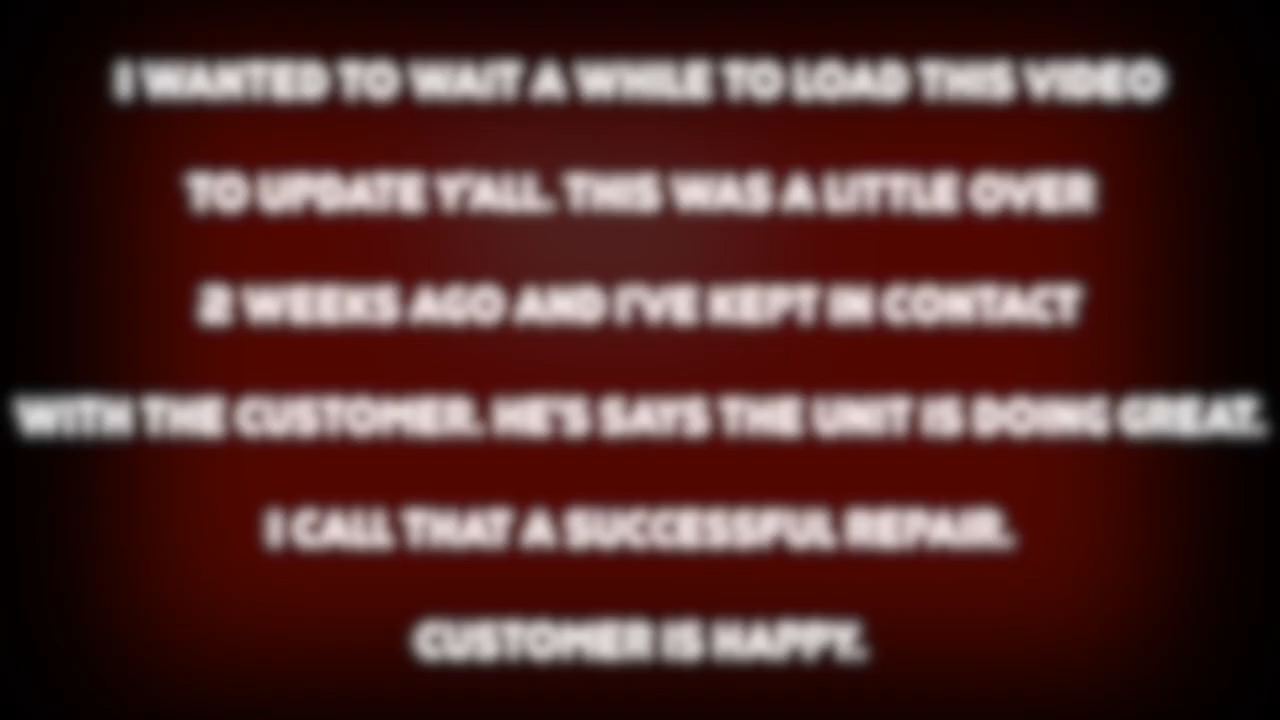 I WANTED TO WAIT A WHILE TO LOAD THIS VIDEO
TO UPDATE Y'ALL. THIS WAS A LITTLE OVER
2 WEEKS AGO AND I'VE KEPT IN CONTACT
WITH THE CUSTOMER. HE'S SAYS THE UNIT IS DOING GREAT.
I CALL THAT A SUCCESSFUL REPAIR.
CUSTOMER IS HAPPY.